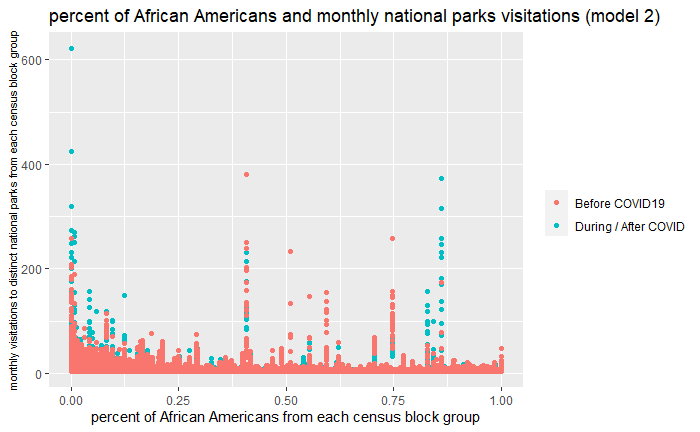 percent of African Americans and monthly national parks visitations (model 2)
monthly visitations to distinct national parks from each census block group
600
400
200
0
0.00
0.25
0.50
0.75
1.00
percent of African Americans from each census block group
Before COVID19
During / After COVID